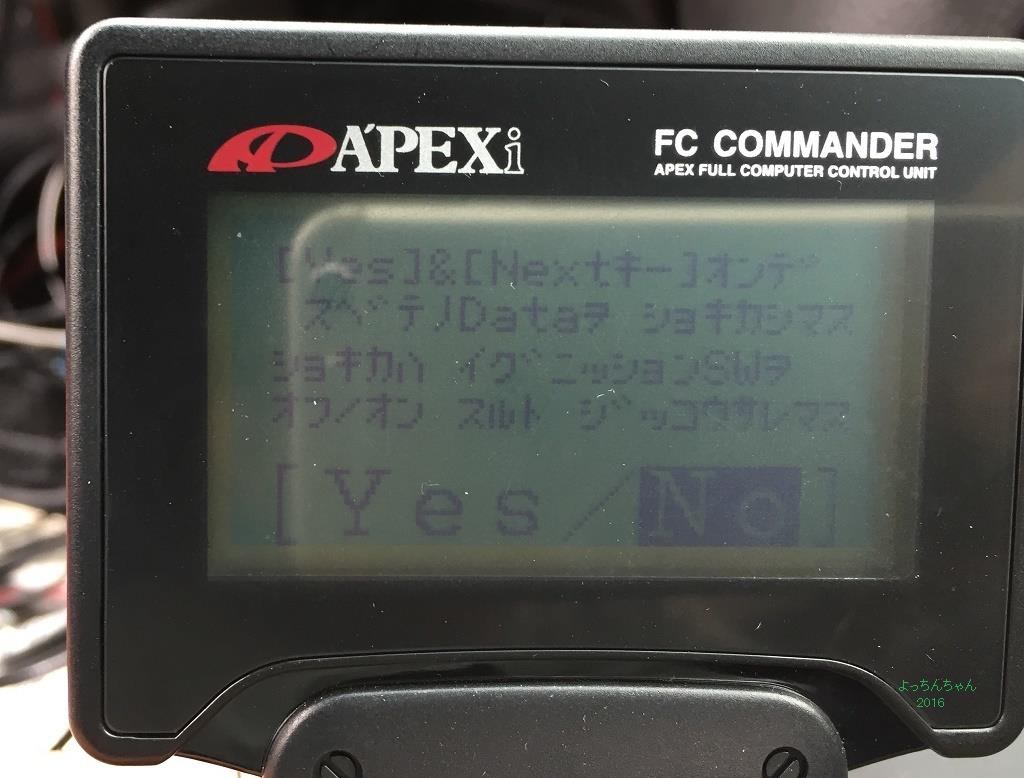 A'PEXi
FC COMMANDER
APEX FULL COMPUTER CONTROL UNIT
[Yes]&[Nextキー]オンデ
スベテノDataヲ ショキカシマス
ショキカハ イグニッションSWヲ
オフ/オン スルト ジッコウサレマス
[Yes/No]
よっちんちゃん
2016